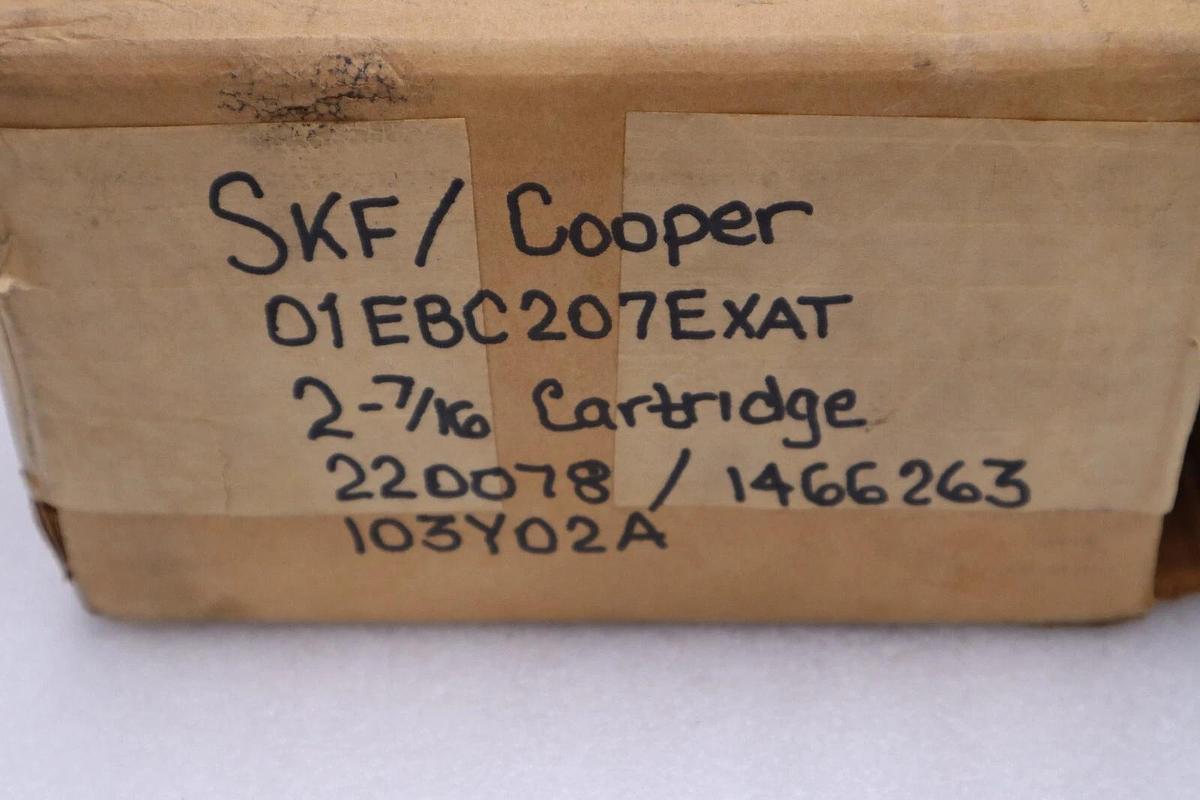 SKF/ Cooper
01EBC207EXAT
2-7/16 Cartridge
220078 / 1466263
103Y02A